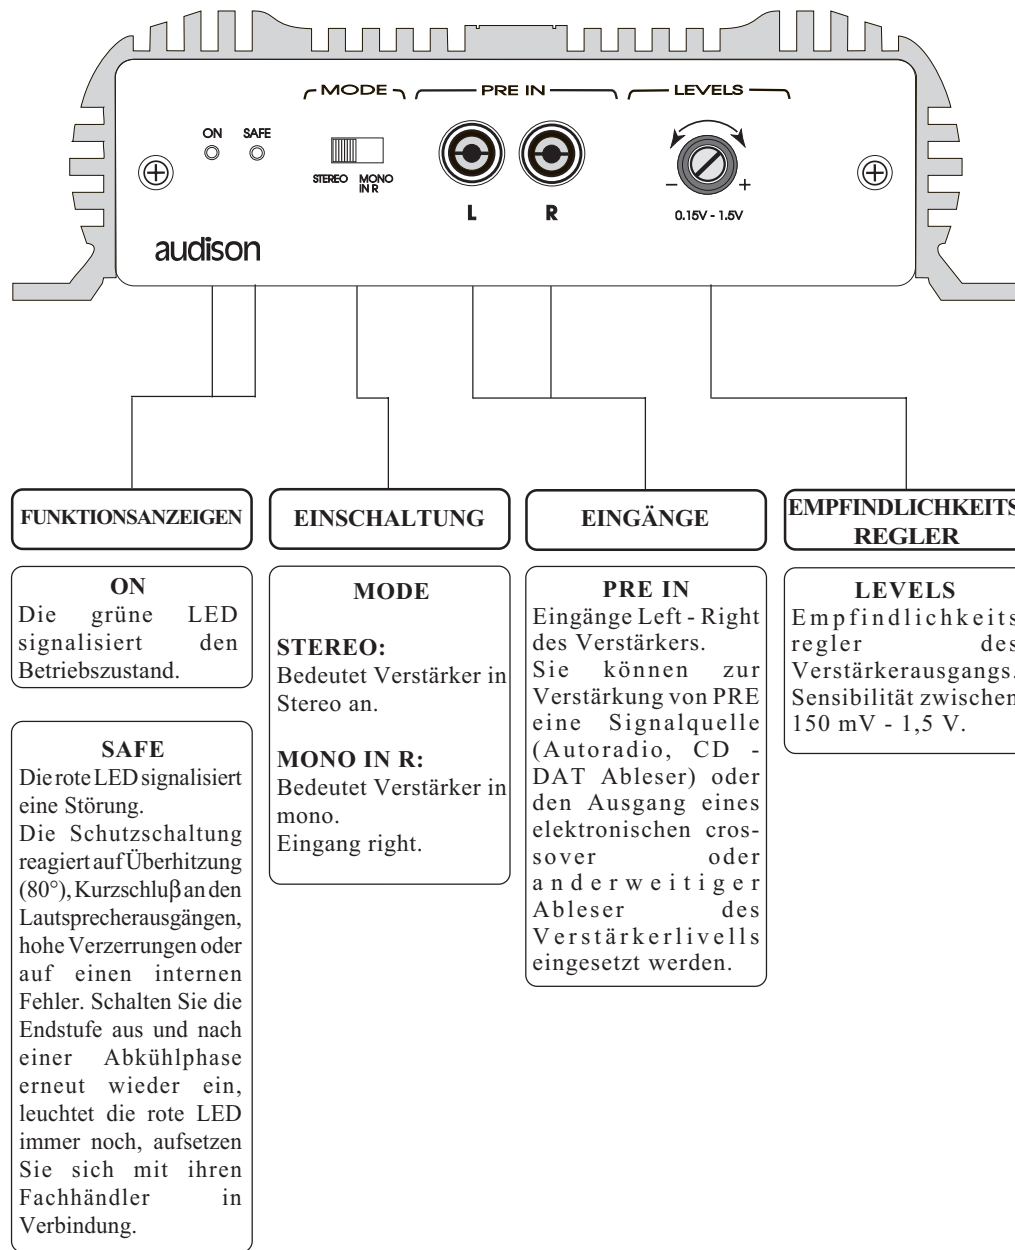 MODE PRE IN LEVELS
ON SAFE
STEREO MONO
IN R
L R
- +
0.15V - 1.5V
audison
FUNKTIONSANZEIGEN
ON
Die grüne LED
signalisiert den
Betriebszustand.
SAFE
Die rote LED signalisiert
eine Störung.
Die Schutzschaltung
reagiert auf Überhitzung
(80°), Kurzschluβ an den
Lautsprecherausgängen,
hohe Verzerrungen oder
auf einen internen
Fehler. Schalten Sie die
Endstufe aus und nach
einer Abkühlphase
erneut wieder ein,
leuchtet die rote LED
immer noch, aufsetzen
Sie sich mit ihren
Fachhändler in
Verbindung.
EINSCHALTUNG
MODE
STEREO:
Bedeutet Verstärker in
Stereo an.
MONO IN R:
Bedeutet Verstärker in
mono.
Eingang right.
EINGÄNGE
PRE IN
Eingänge Left - Right
des Verstärkers.
Sie können zur
Verstärkung von PRE
eine Signalquelle
(Autoradio, CD -
DAT Ableser) oder
den Ausgang eines
elektronischen cros-
sover oder
anderweitiger
Ableser des
Verstärkerlivells
eingesetzt werden.
EMPFINDLICHKEITS
REGLER
LEVELS
Empfindlichkeits
regler des
Verstärkerausgangs.
Sensibilität zwischen
150 mV - 1,5 V.